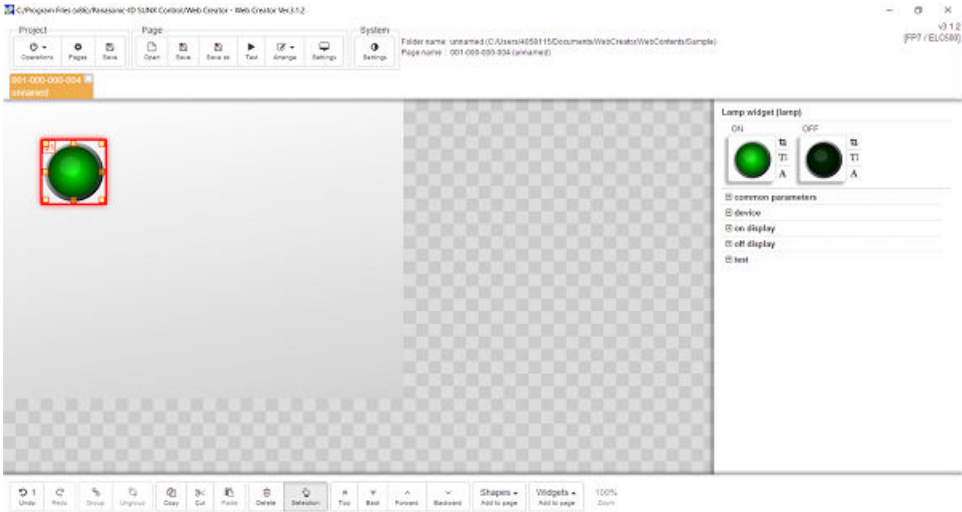 C:/Program Files (x86)/Panasonic-ID SUNX Control/Web Creator - Web Creator Ver.3.1.2
v3.1.2
[FP7 / ELC500]
Project
Page
System
Operations Pages Save
Open Save Save as Test Arrange Settings
Settings
Folder name unnamed (C:/Users/4050115/Documents/WebCreator/WebContents/Sample)
Page name : 001-000-000-004 (unnamed)
001-000-000-004
unnamed
Lamp widget (lamp)
ON OFF
T
A
T
A
common parameters
device
on display
off display
test
1
Undo Redo Group Ungroup Copy Cut Paste Delete Selection Top Back Forward Backward
Shapes
Add to page
Widgets
Add to page
100%
Zoom